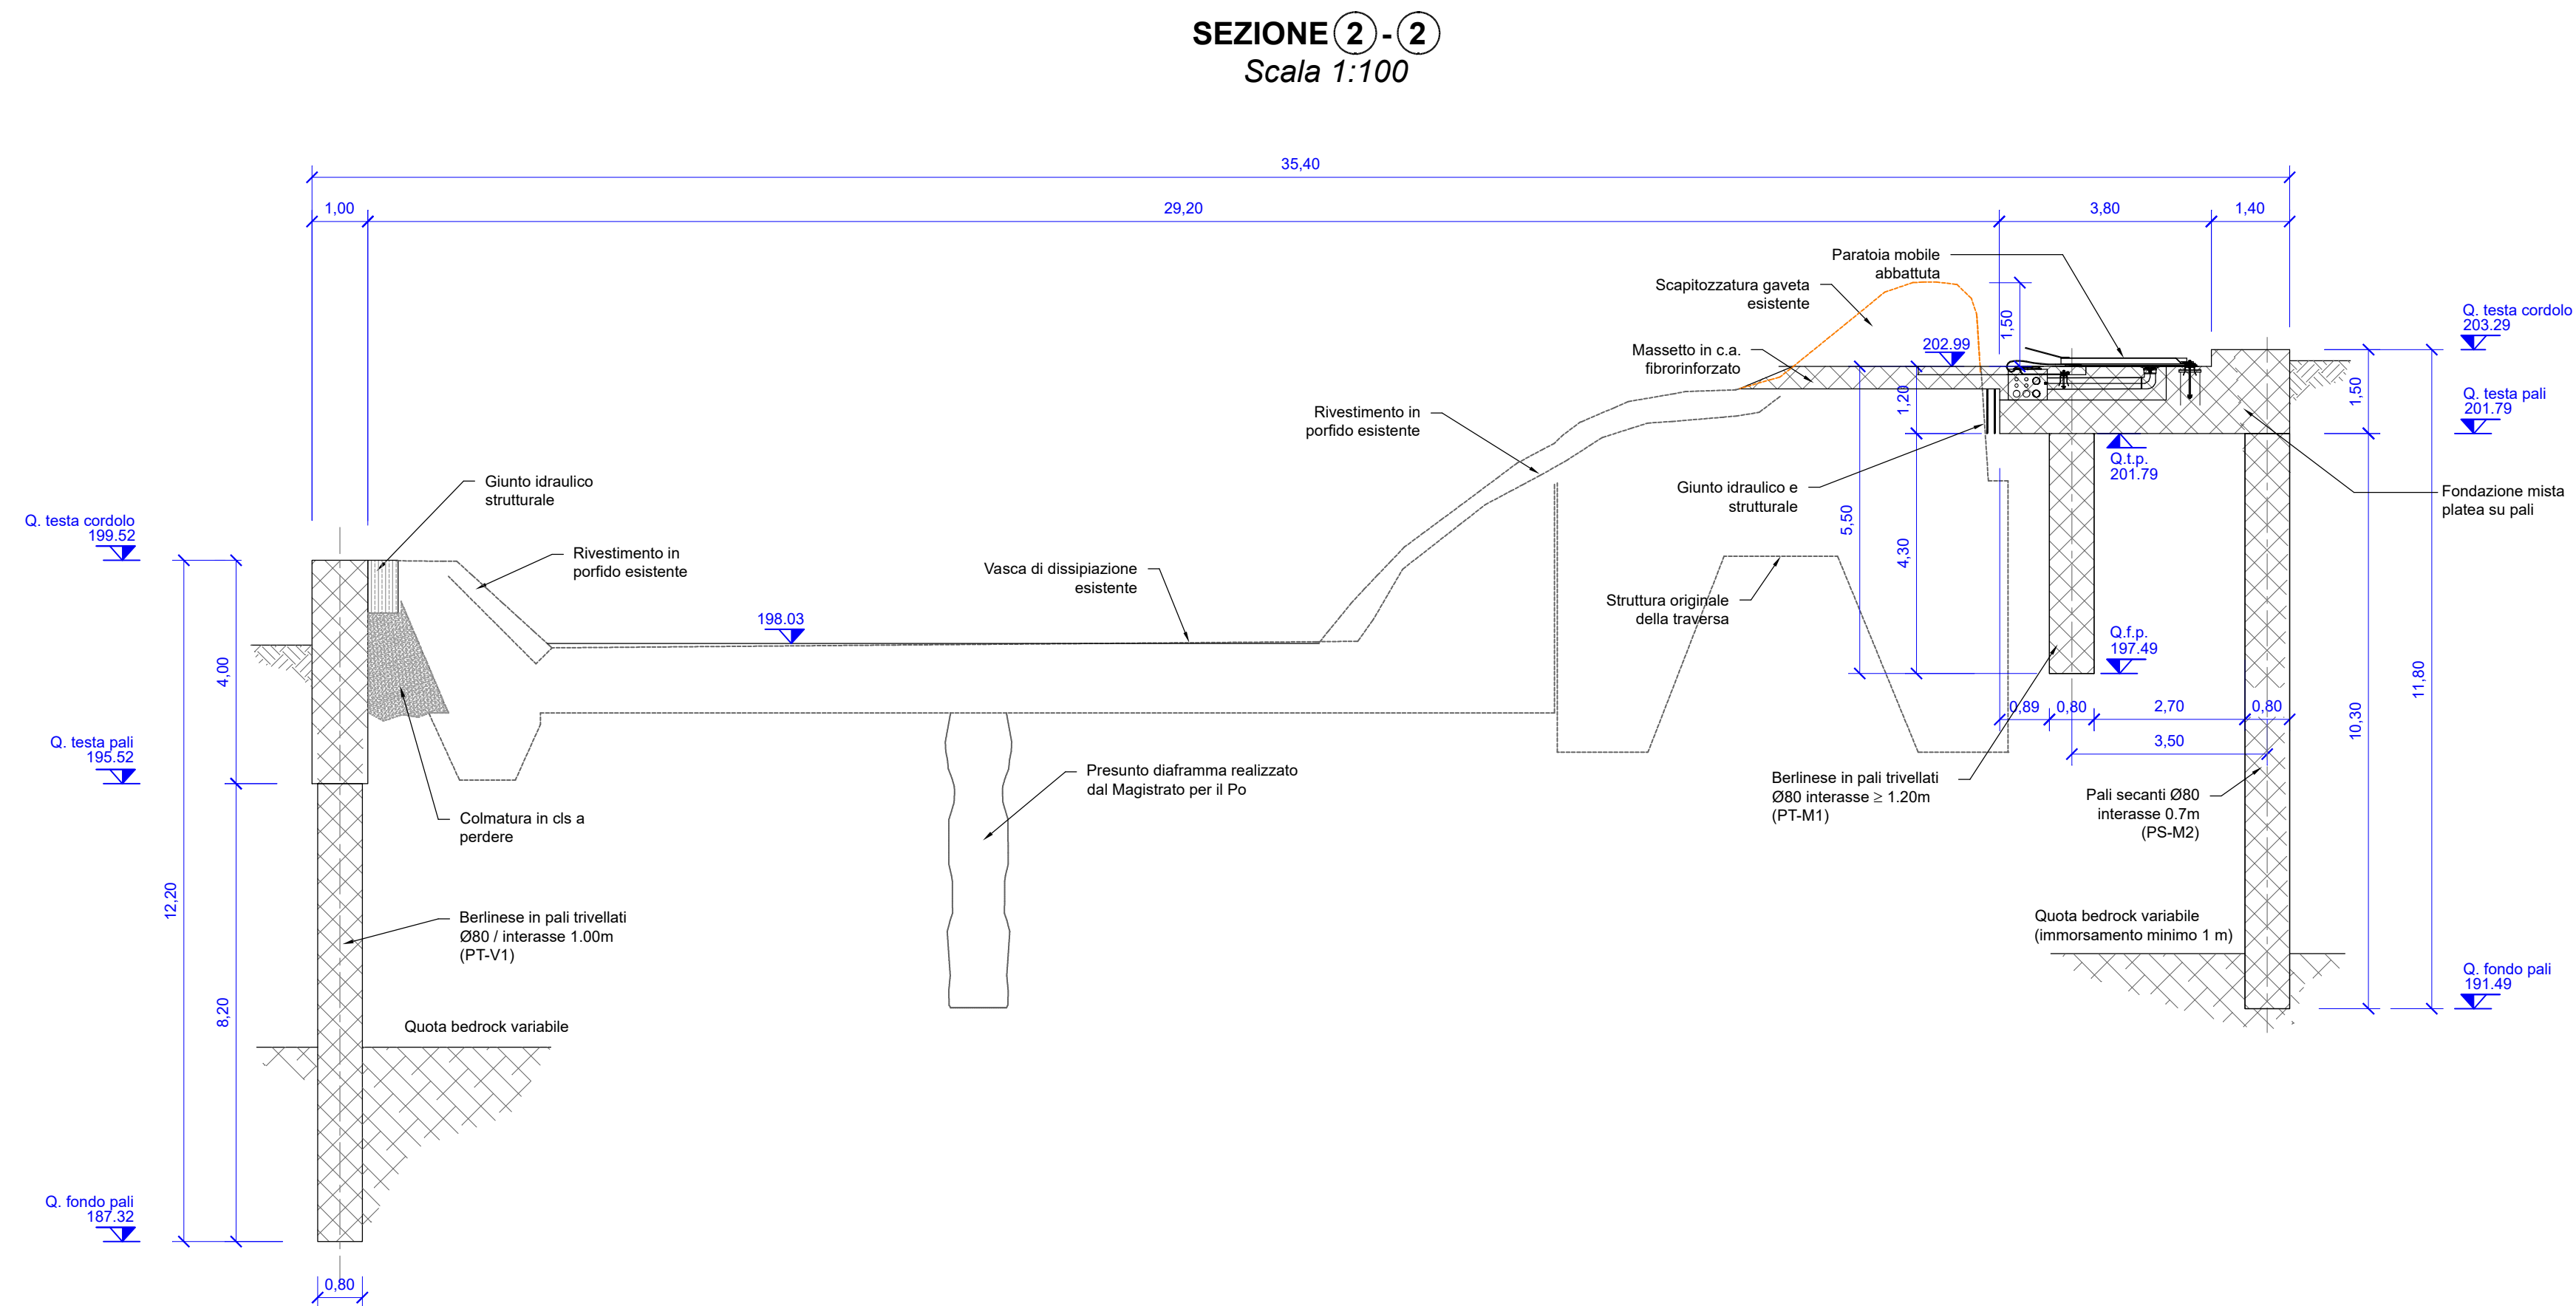 SEZIONE 2 - 2
Scala 1:100
35,40
1,00
29,20
3,80
1,40
Paratoia mobile
abbattuta
Scapitozzatura gaveta
esistente
1,50
Q. testa cordolo
203.29
202.99
Massetto in c.a.
fibrorinforzato
1,20
1,50
Q. testa pali
201.79
Rivestimento in
porfido esistente
Q.t.p.
201.79
Giunto idraulico
strutturale
Giunto idraulico e
strutturale
Fondazione mista
platea su pali
Q. testa cordolo
199.52
5,50
4,30
Rivestimento in
porfido esistente
Vasca di dissipiazione
esistente
Struttura originale
della traversa
198.03
Q.f.p.
197.49
4,00
11,80
10,30
0,89
0,80
2,70
0,80
3,50
Q. testa pali
195.52
Presunto diaframma realizzato
dal Magistrato per il Po
Berlinese in pali trivellati
Ø80 interasse ≥ 1.20m
(PT-M1)
Pali secanti Ø80
interasse 0.7m
(PS-M2)
Colmatura in cls a
perdere
12,20
Berlinese in pali trivellati
Ø80 / interasse 1.00m
(PT-V1)
Quota bedrock variabile
(immorsamento minimo 1 m)
Q. fondo pali
191.49
8,20
Quota bedrock variabile
Q. fondo pali
187.32
0,80